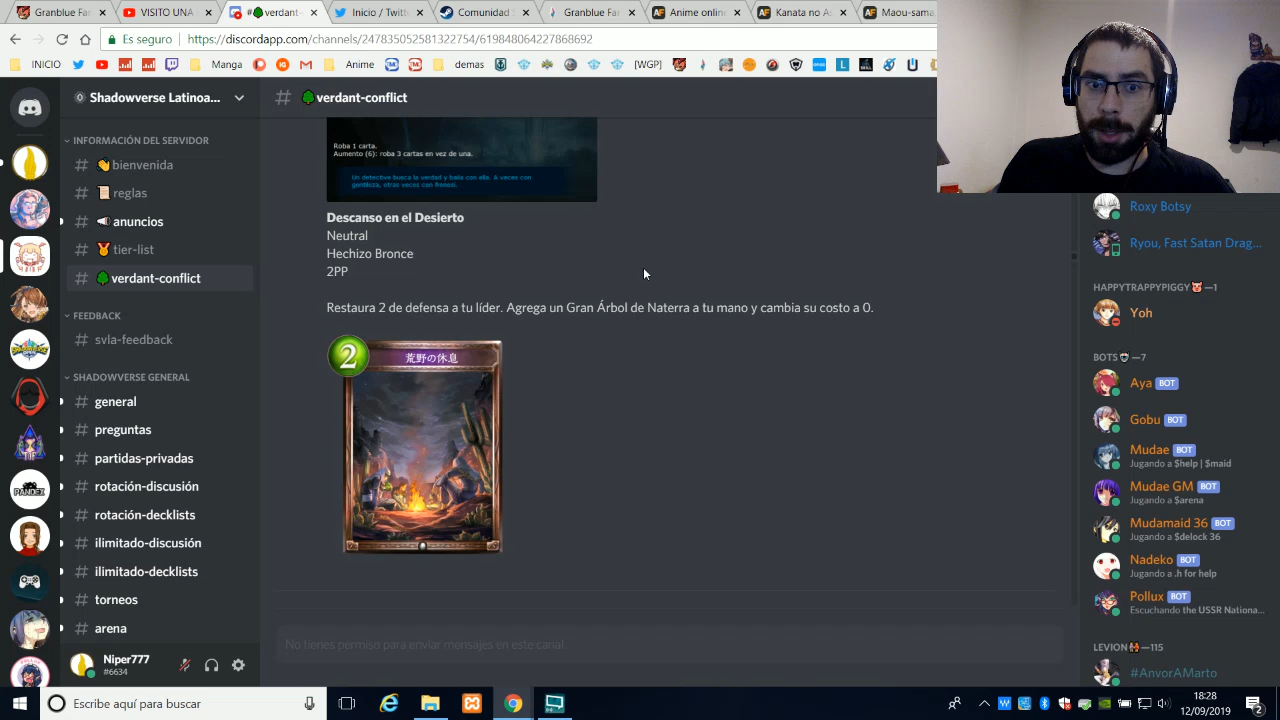 Granblue Fan
VISITO UNA
#verdant-
Inicio / Twitt
Comunidad S
Granblue Fan
Anime online
Kanata no As
Maou-sama,
Es seguro
https://discordapp.com/channels/247835052581322754/619848064227868692
INICIO
Manga
Anime
demas
[WGP]
Shadowverse Latinoa...
verdant-conflict
INFORMACIÓN DEL SERVIDOR
bienvenida
reglas
anuncios
tier-list
verdant-conflict
FEEDBACK
svla-feedback
SHADOWVERSE GENERAL
general
preguntas
partidas-privadas
rotación-discusión
rotación-decklists
ilimitado-discusión
ilimitado-decklists
torneos
arena
Niper777
#6634
Roba 1 carta.
Aumento (6): roba 3 cartas en vez de una.
Un detective busca la verdad y baila con ella. A veces con
gentileza, otras veces con frenesí.
Descanso en el Desierto
Neutral
Hechizo Bronce
2PP
Restaura 2 de defensa a tu líder. Agrega un Gran Árbol de Naterra a tu mano y cambia su costo a 0.
2
荒野の休息
No tienes permiso para enviar mensajes en este canal.
Roxy Botsy
Ryou, Fast Satan Drag...
HAPPYTRAPPYPIGGY—1
Yoh
BOTS—7
Aya BOT
Gobu BOT
Mudae BOT
Jugando a $help | $maid
Mudae GM BOT
Jugando a $arena
Mudamaid 36 BOT
Jugando a $delock 36
Nadeko BOT
Jugando a .h for help
Pollux BOT
Escuchando the USSR Nationa...
LEVION—115
#AnvorAMarto
Escribe aquí para buscar
18:28
12/09/2019
2